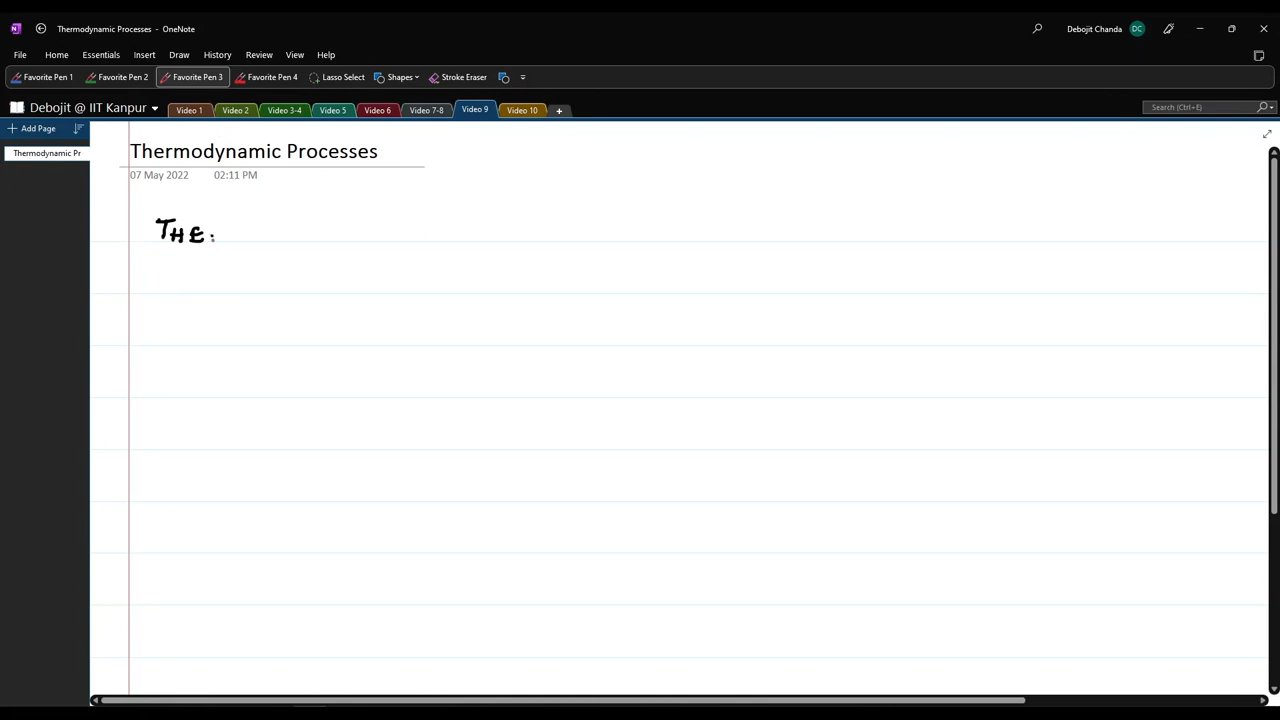 Thermodynamic Processes - OneNote
Debojit Chanda DC
File Home Essentials Insert Draw History Review View Help
Favorite Pen 1 Favorite Pen 2 Favorite Pen 3 Favorite Pen 4 Lasso Select Shapes Stroke Eraser
Debojit @ IIT Kanpur Video 1 Video 2 Video 3-4 Video 5 Video 6 Video 7-8 Video 9 Video 10 Search (Ctrl+E)
Add Page
Thermodynamic Pr
Thermodynamic Processes
07 May 2022 02:11 PM
THE